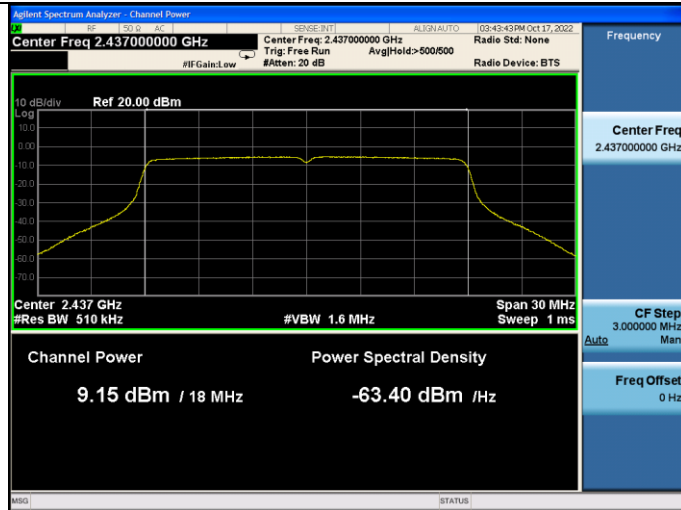 Agilent Spectrum Analyzer - Channel Power
RF 50 Ω AC SENSE:INT ALIGNAUTO 03:43:43PM Oct 17, 2022
Center Freq 2.437000000 GHz
Center Freq: 2.437000000 GHz
Radio Std: None
Trig: Free Run Avg|Hold:>500/500
#IFGain:Low
#Atten: 20 dB
Radio Device: BTS
Frequency
10 dB/div Ref 20.00 dBm
Log
10.0
0.00
-10.0
-20.0
-30.0
-40.0
-50.0
-60.0
-70.0
Center 2.437 GHz
Span 30 MHz
#Res BW 510 kHz
#VBW 1.6 MHz
Sweep 1 ms
Channel Power
Power Spectral Density
9.15 dBm / 18 MHz
-63.40 dBm /Hz
Center Freq
2.437000000 GHz
CF Step
3.000000 MHz
Auto Man
Freq Offset
0 Hz
MSG
STATUS